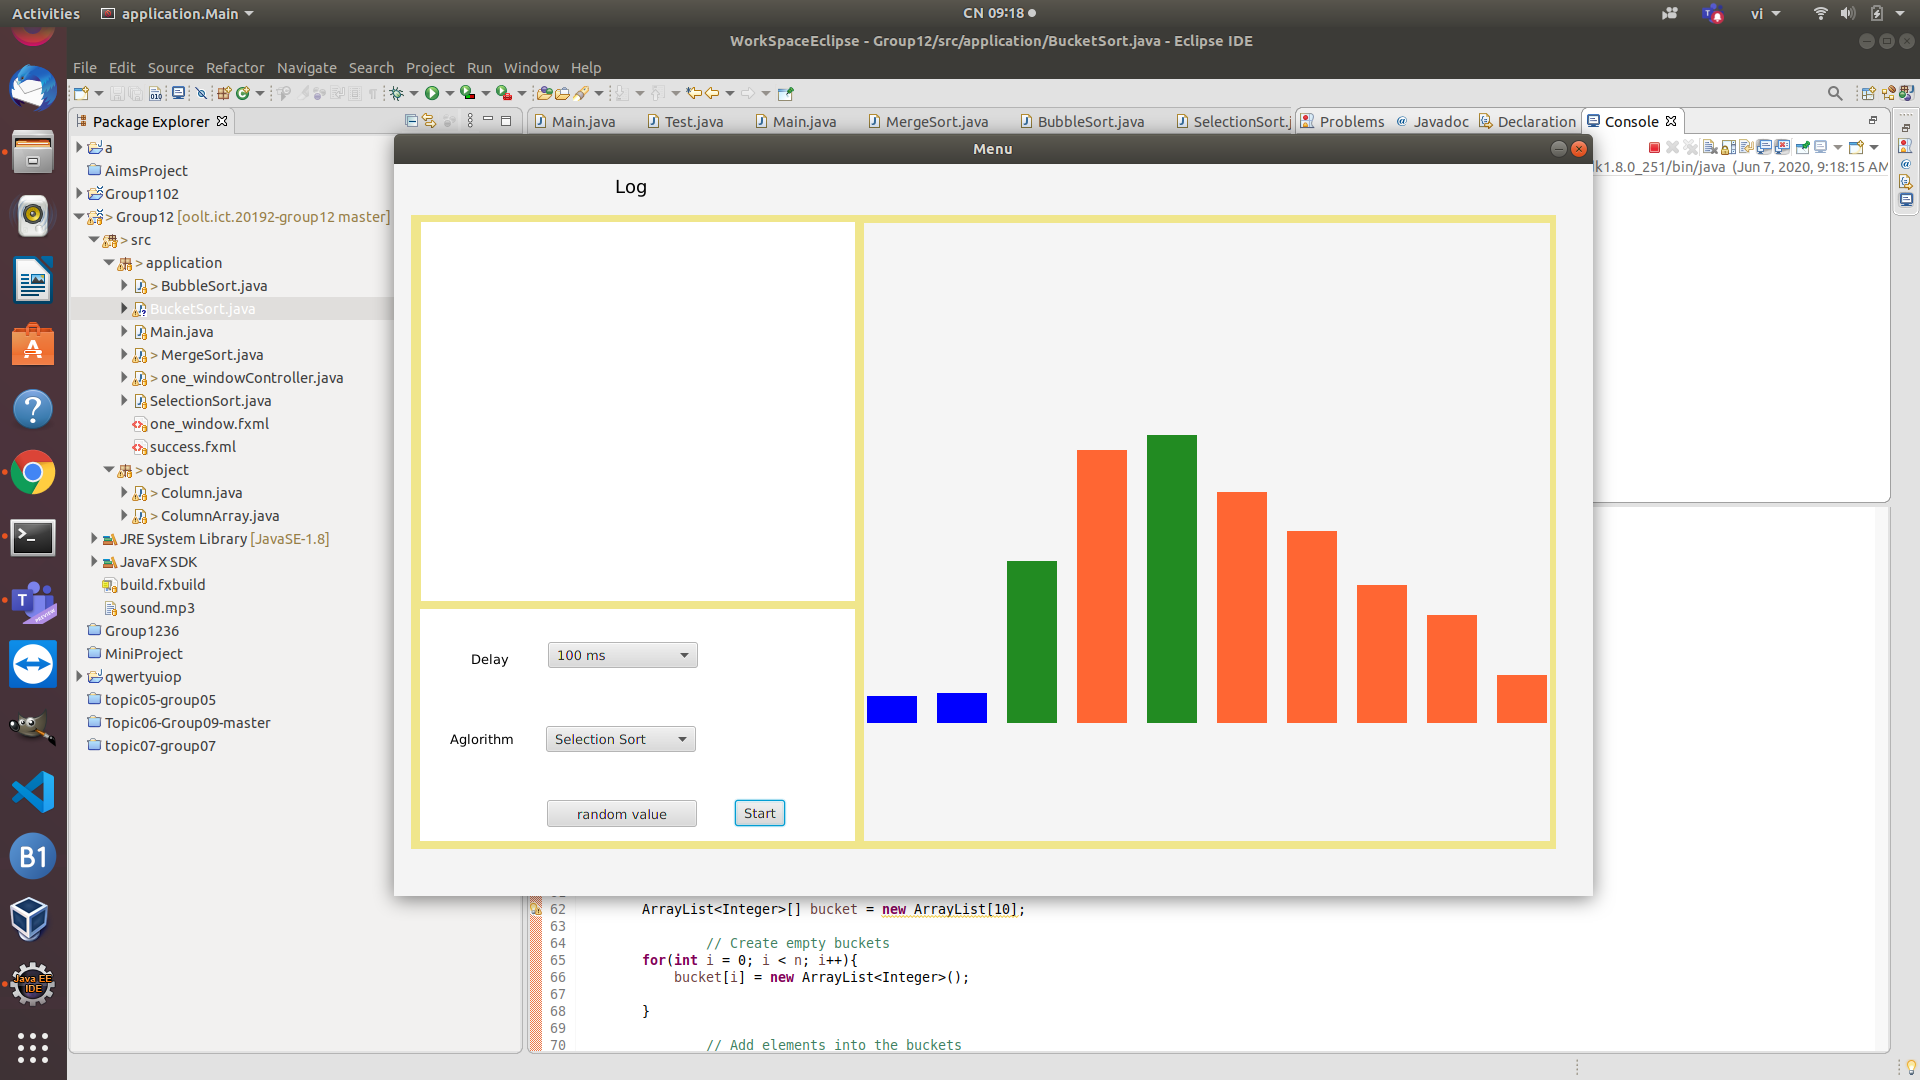 Activities
application.Main
CN 09:18
vi
WorkSpaceEclipse - Group12/src/application/BucketSort.java - Eclipse IDE
File Edit Source Refactor Navigate Search Project Run Window Help
Package Explorer
Main.java
Test.java
Main.java
MergeSort.java
BubbleSort.java
SelectionSort.j
Problems
Javadoc
Declaration
Console
a
AimsProject
Group1102
> Group12 [oolt.ict.20192-group12 master]
> src
> application
> BubbleSort.java
BucketSort.java
Main.java
> MergeSort.java
> one_windowController.java
SelectionSort.java
one_window.fxml
success.fxml
> object
> Column.java
> ColumnArray.java
JRE System Library [JavaSE-1.8]
JavaFX SDK
build.fxbuild
sound.mp3
Group1236
MiniProject
qwertyuiop
topic05-group05
Topic06-Group09-master
topic07-group07
k1.8.0_251/bin/java (Jun 7, 2020, 9:18:15 AM
Menu
Log
Delay
100 ms
Aglorithm
Selection Sort
random value
Start
62 ArrayList<Integer>[] bucket = new ArrayList[10];
63
64 // Create empty buckets
65 for(int i = 0; i < n; i++){
66 bucket[i] = new ArrayList<Integer>();
67
68 }
69
70 // Add elements into the buckets
T
PREVIEW
B1
Java EE
IDE